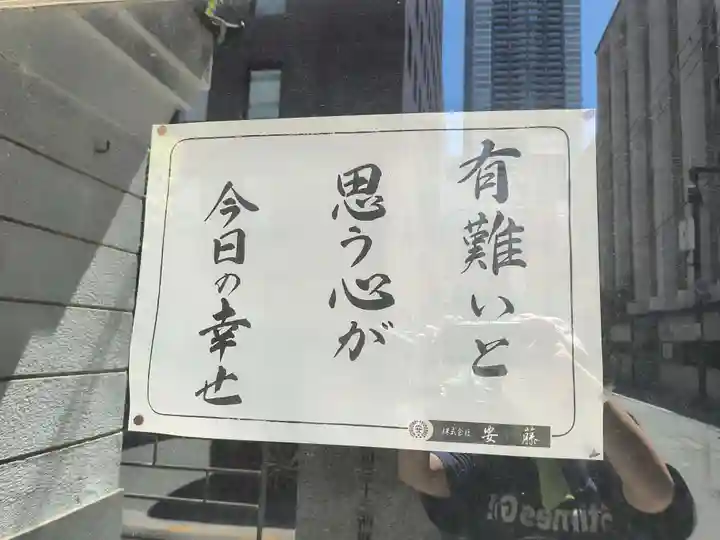 有難いと
思う心が
今日の幸せ
株式会社 安藤